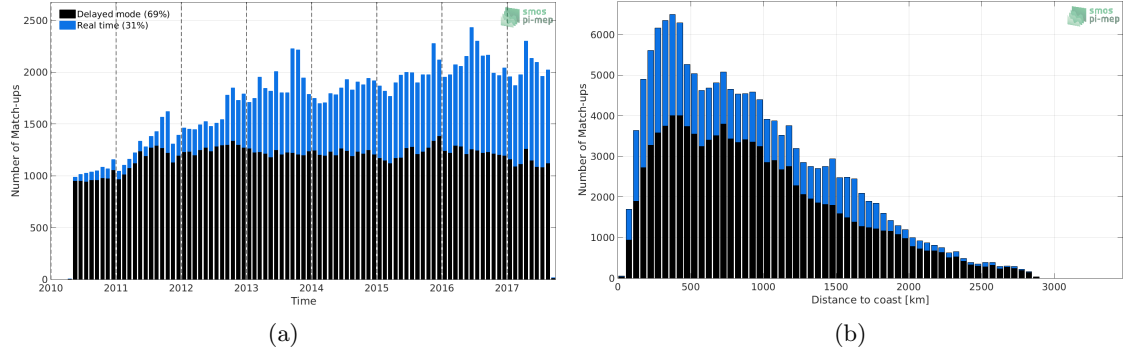 Delayed mode (69%)
Real time (31%)
smos
pi-mep
Number of Match-ups
2500
2000
1500
1000
500
0
2010 2011 2012 2013 2014 2015 2016 2017
Time
(a)
smos
pi-mep
Number of Match-ups
6000
5000
4000
3000
2000
1000
0
0 500 1000 1500 2000 2500 3000
Distance to coast [km]
(b)